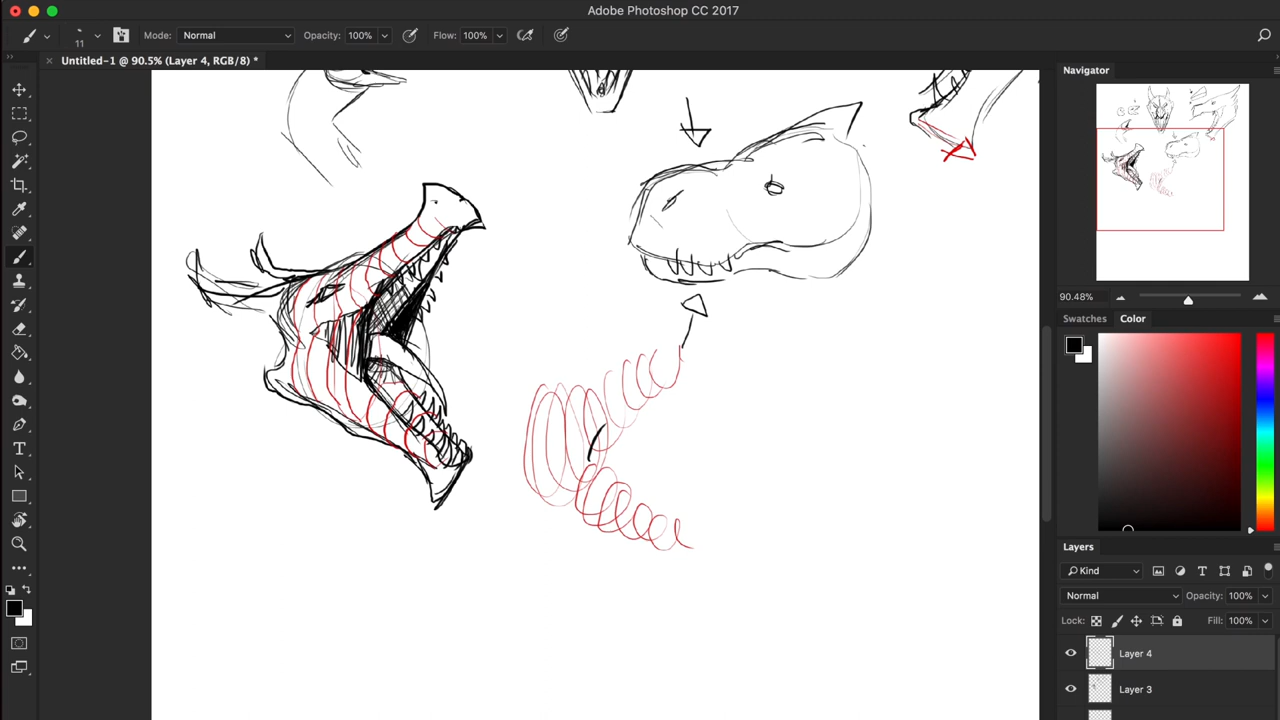 Adobe Photoshop CC 2017
11
Mode: Normal Opacity: 100% Flow: 100%
Untitled-1 @ 90.5% (Layer 4, RGB/8) *
Navigator
90.48%
Swatches Color
Layers
Kind
Normal Opacity: 100%
Lock: Fill: 100%
Layer 4
Layer 3